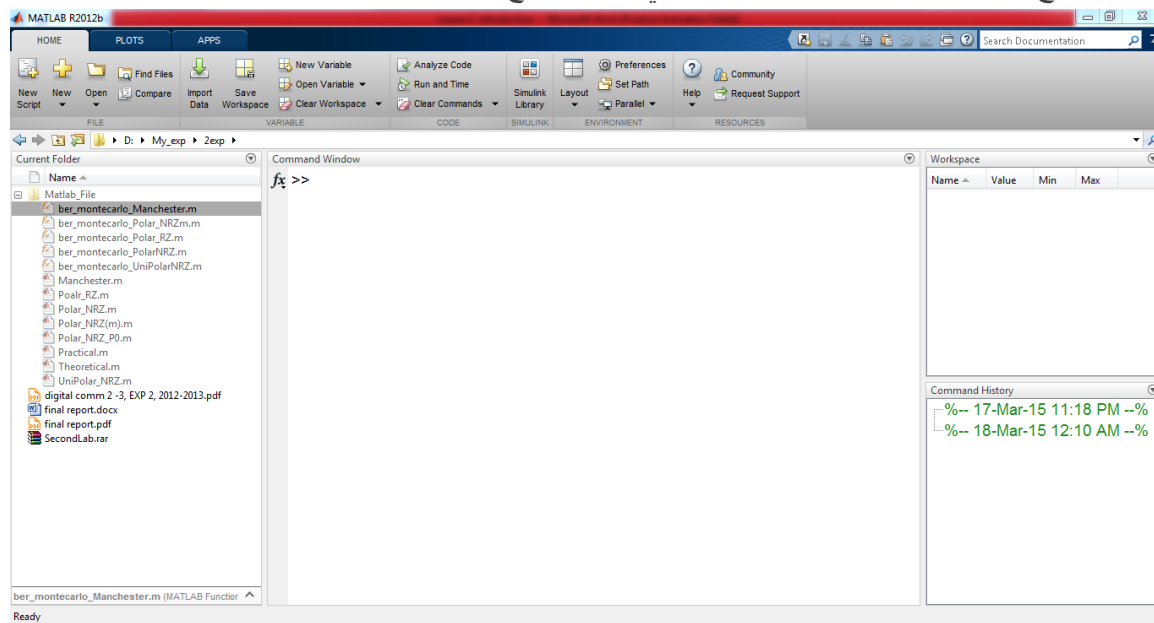 MATLAB R2012b
HOME PLOTS APPS
Search Documentation
New Script
New
Open
Find Files
Compare
Import Data
Save Workspace
New Variable
Open Variable
Clear Workspace
Analyze Code
Run and Time
Clear Commands
Simulink Library
Layout
Preferences
Set Path
Parallel
Help
Community
Request Support
FILE VARIABLE CODE SIMULINK ENVIRONMENT RESOURCES
D: My_exp 2exp
Current Folder
Name
Matlab_File
ber_montecarlo_Manchester.m
ber_montecarlo_Polar_NRZm.m
ber_montecarlo_Polar_RZ.m
ber_montecarlo_PolarNRZ.m
ber_montecarlo_UniPolarNRZ.m
Manchester.m
Poalr_RZ.m
Polar_NRZ.m
Polar_NRZ(m).m
Polar_NRZ_P0.m
Practical.m
Theoretical.m
UniPolar_NRZ.m
digital comm 2 -3, EXP 2, 2012-2013.pdf
final report.docx
final report.pdf
SecondLab.rar
ber_montecarlo_Manchester.m (MATLAB Function
Ready
Command Window
fx >>
Workspace
Name Value Min Max
Command History
%-- 17-Mar-15 11:18 PM --%
%-- 18-Mar-15 12:10 AM --%